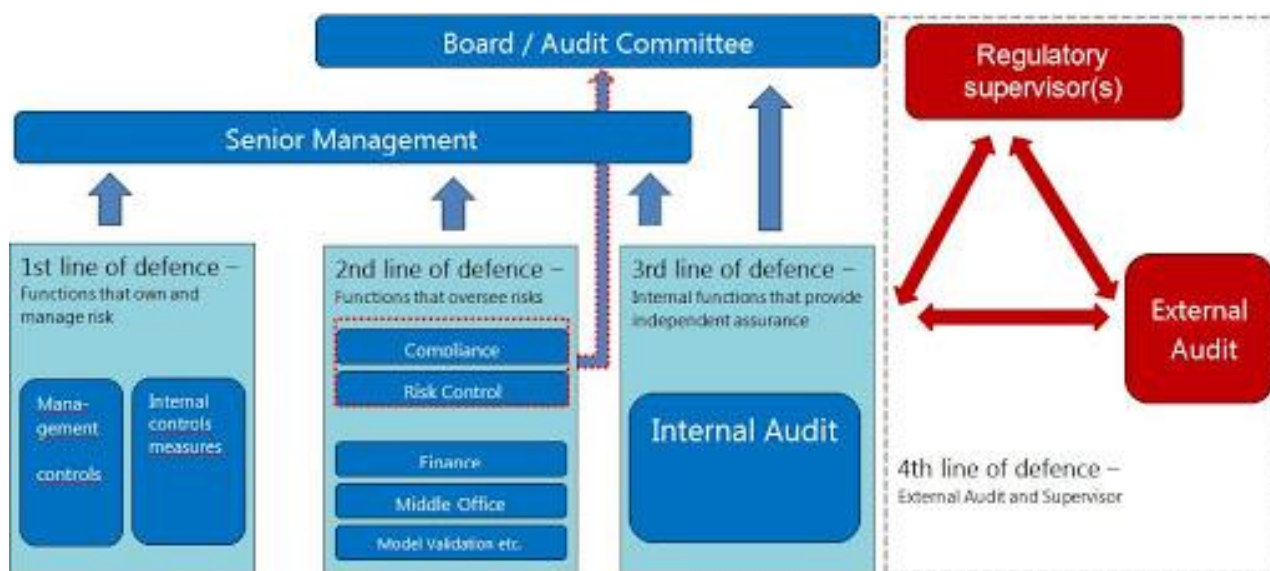 Board / Audit Committee
Senior Management
1st line of defence –
Functions that own and
manage risk
Mana-
gement
controls
Internal
controls
measures
2nd line of defence –
Functions that oversee risks
Compliance
Risk Control
Finance
Middle Office
Model Validation etc.
3rd line of defence –
Internal functions that provide
independent assurance
Internal Audit
Regulatory
supervisor(s)
External
Audit
4th line of defence –
External Audit and Supervisor